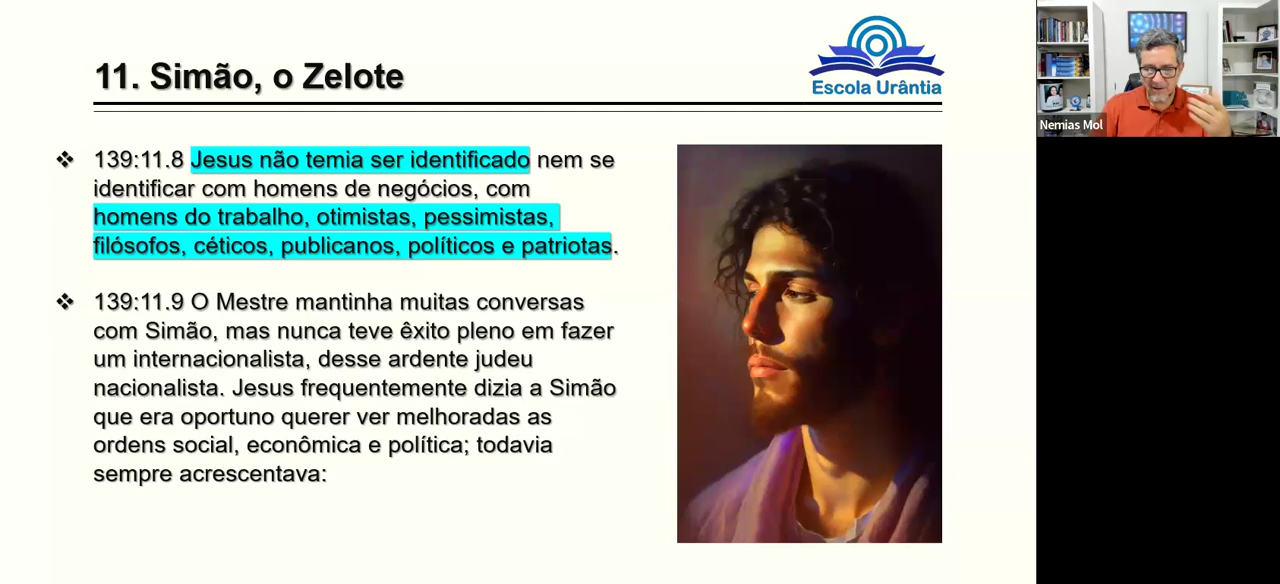 11. Simão, o Zelote
Escola Urântia
Nemias Mol
❖ 139:11.8 Jesus não temia ser identificado nem se
identificar com homens de negócios, com
homens do trabalho, otimistas, pessimistas,
filósofos, céticos, publicanos, políticos e patriotas.
❖ 139:11.9 O Mestre mantinha muitas conversas
com Simão, mas nunca teve êxito pleno em fazer
um internacionalista, desse ardente judeu
nacionalista. Jesus frequentemente dizia a Simão
que era oportuno querer ver melhoradas as
ordens social, econômica e política; todavia
sempre acrescentava: